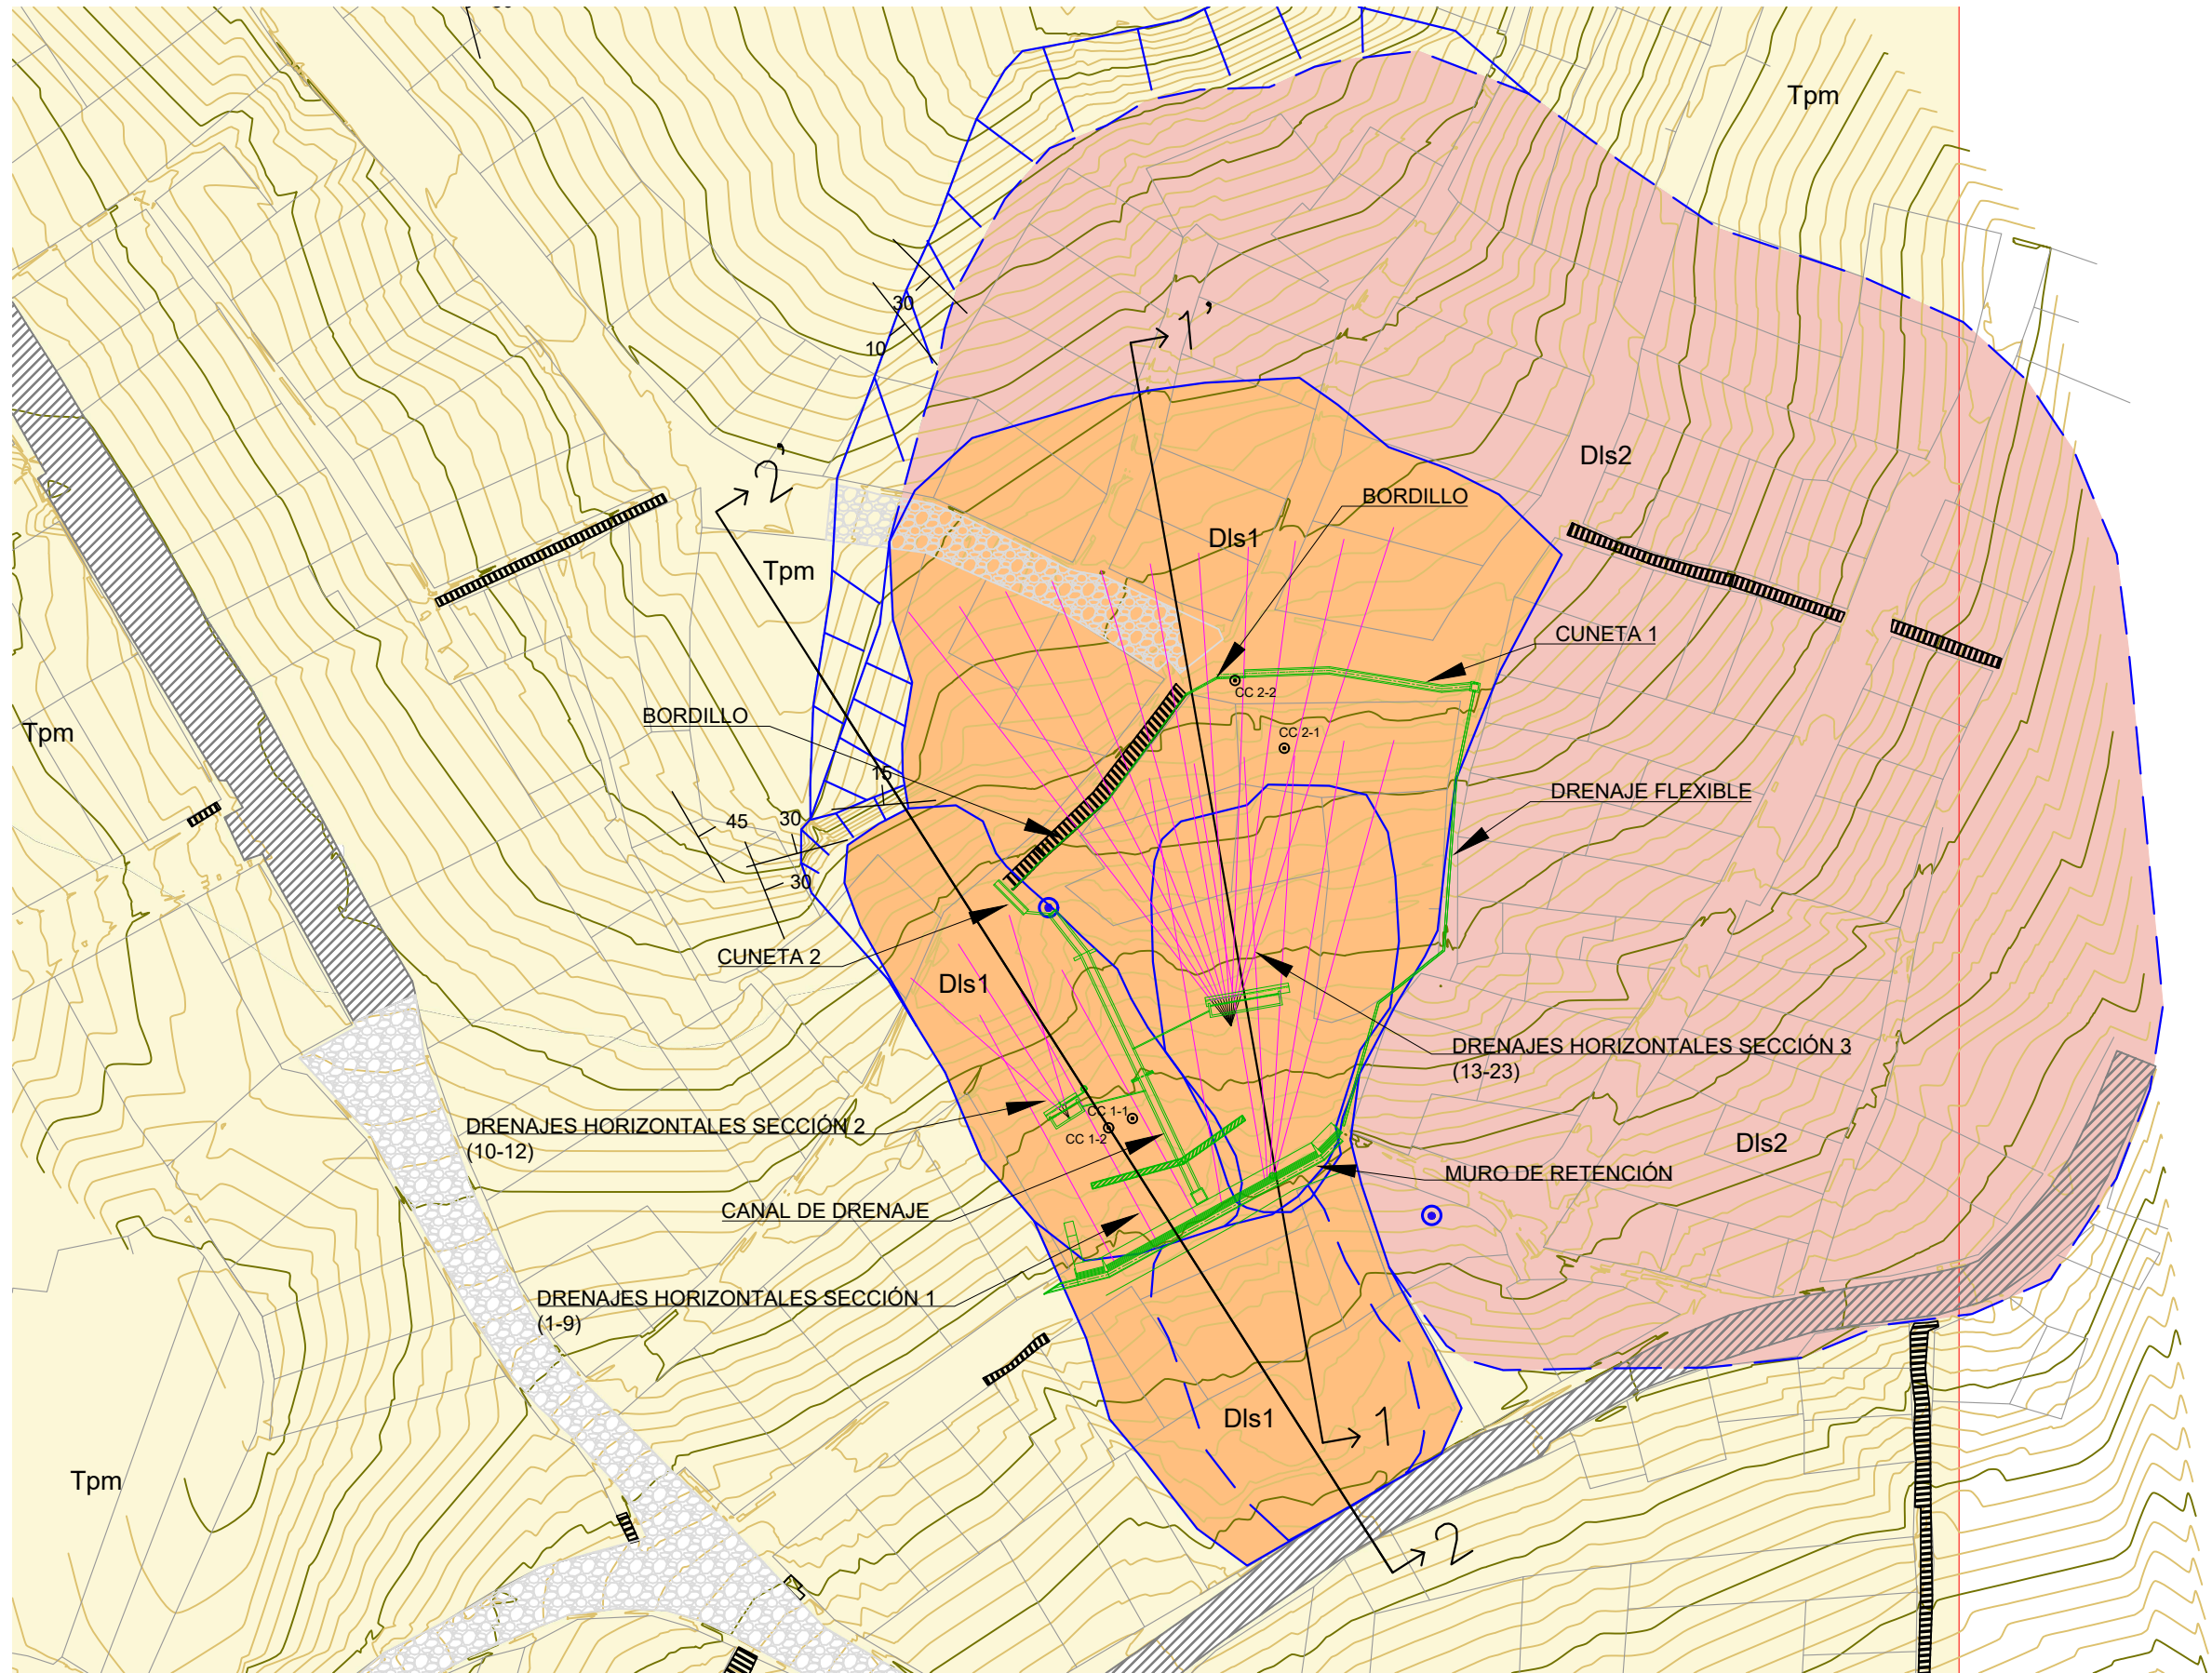 Tpm
30
10
1’
2’
Dls2
BORDILLO
Dls1
Tpm
CUNETA 1
CC 2-2
BORDILLO
Tpm
CC 2-1
15
DRENAJE FLEXIBLE
45
30
30
CUNETA 2
Dls1
DRENAJES HORIZONTALES SECCIÓN 3
(13-23)
DRENAJES HORIZONTALES SECCIÓN 2
(10-12)
CC 1-1
CC 1-2
Dls2
MURO DE RETENCIÓN
CANAL DE DRENAJE
DRENAJES HORIZONTALES SECCIÓN 1
(1-9)
Dls1
1
Tpm
2